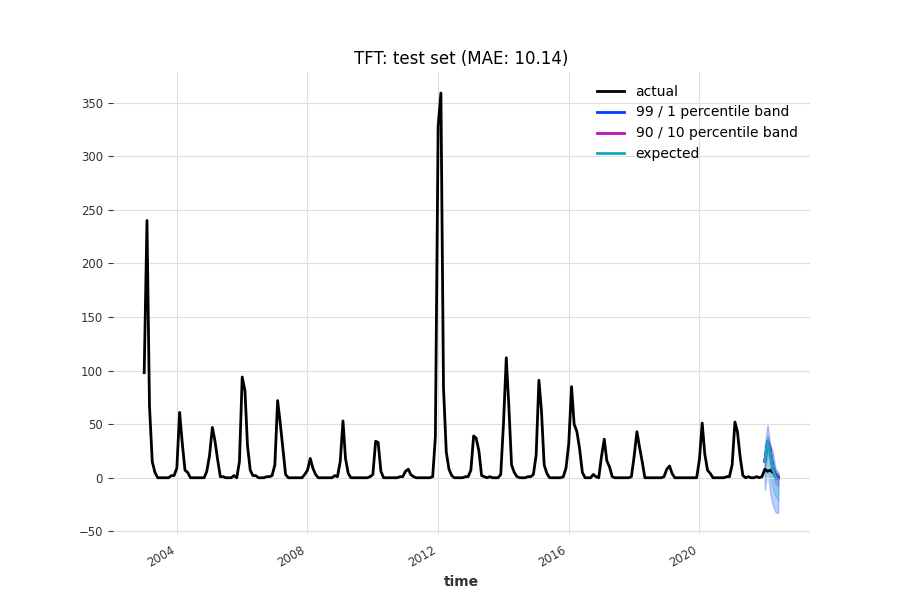 TFT: test set (MAE: 10.14)
actual
99 / 1 percentile band
90 / 10 percentile band
expected
350
300
250
200
150
100
50
0
−50
2004
2008
2012
2016
2020
time